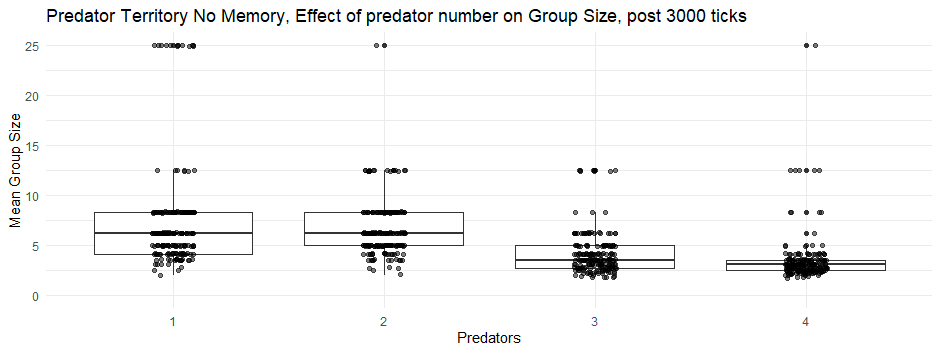 Predator Territory No Memory, Effect of predator number on Group Size, post 3000 ticks
25
20
15
10
5
0
Mean Group Size
1 2 3 4
Predators